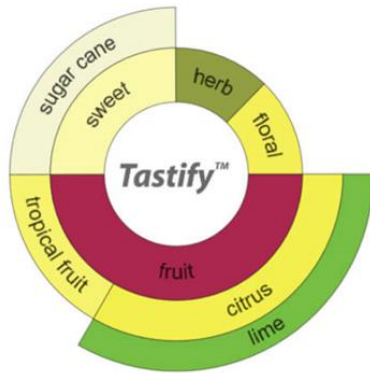 sugar cane
sweet
herb
floral
Tastify™
tropical fruit
fruit
citrus
lime